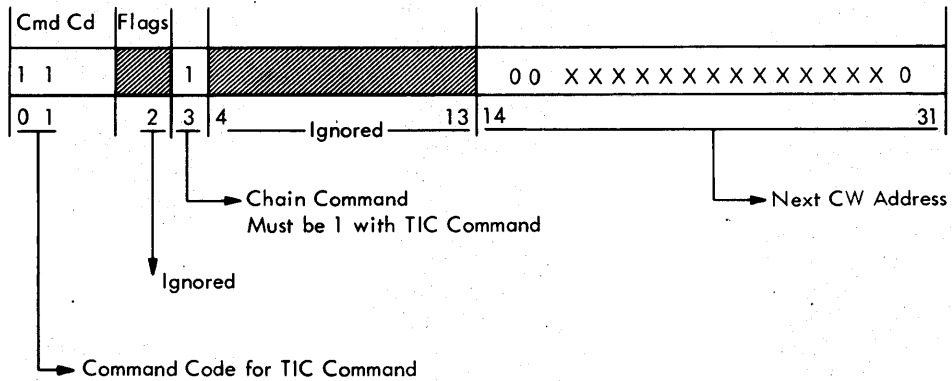 Cmd Cd Flags
1 1 1 0 0 X X X X X X X X X X X X X X X 0
0 1 2 3 4 Ignored 13 14 31
Chain Command
Must be 1 with TIC Command
Next CW Address
Ignored
Command Code for TIC Command